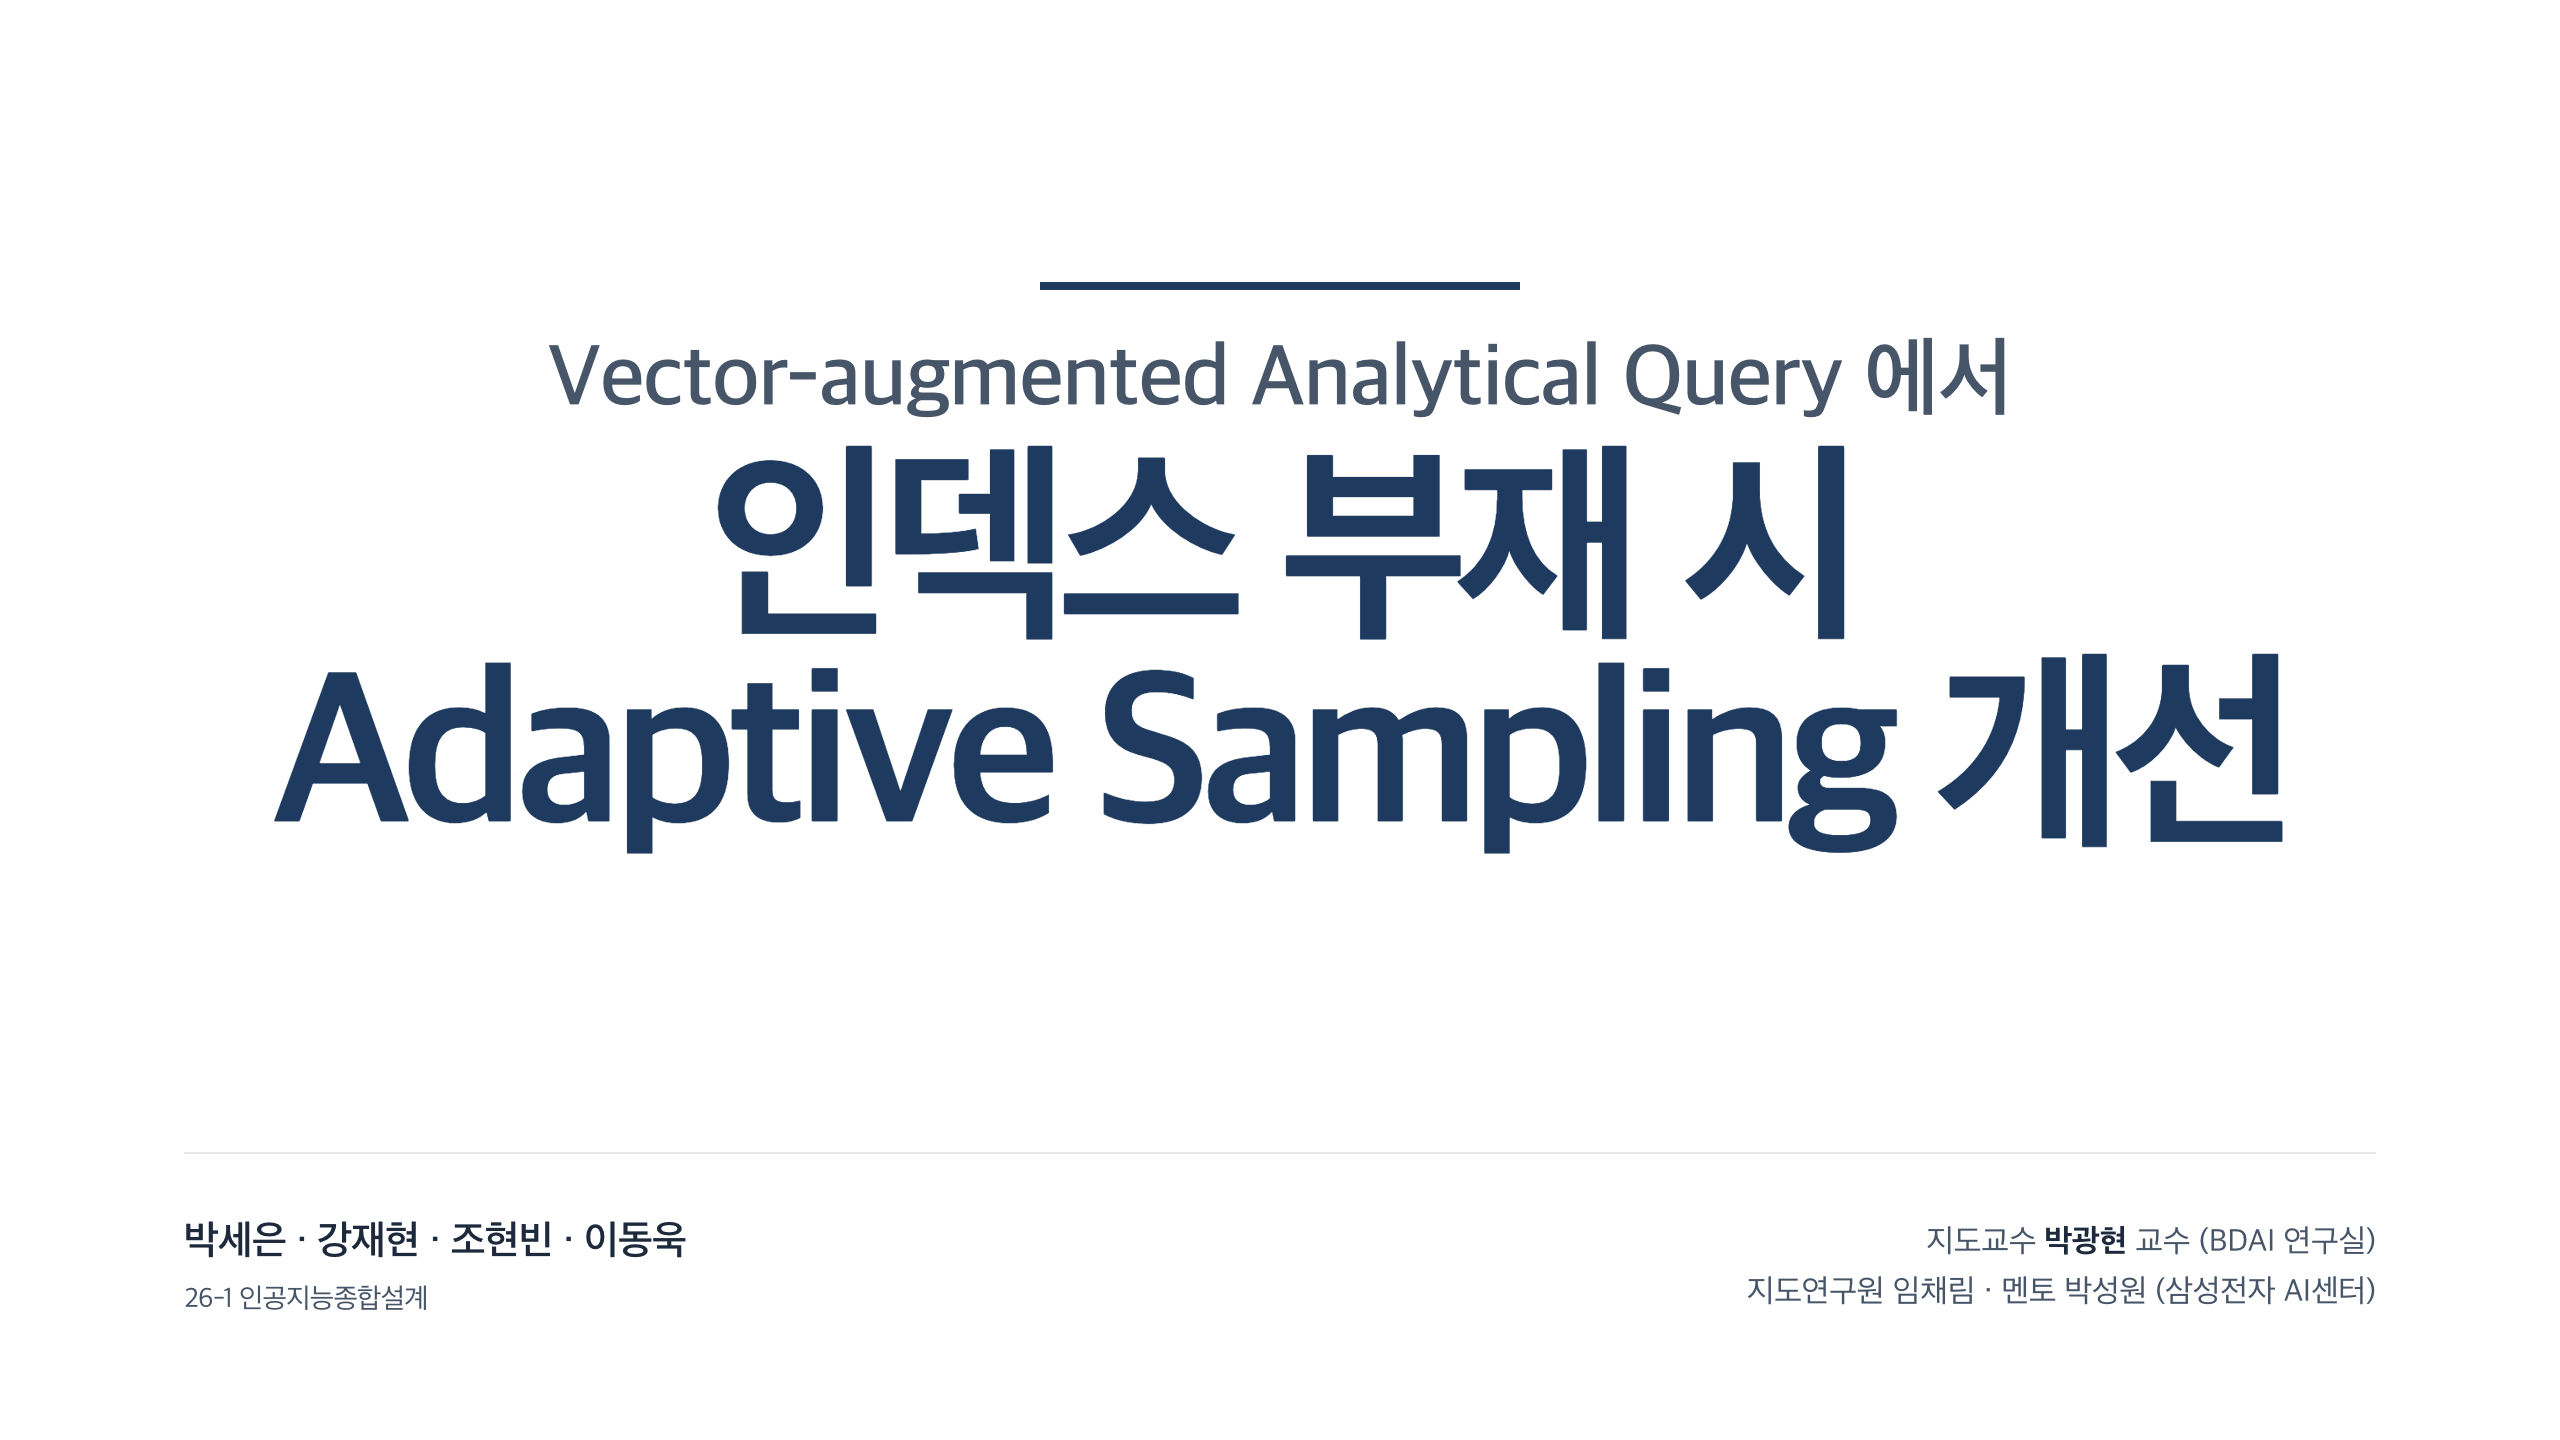 Vector-augmented Analytical Query 에서
인덱스 부재 시
Adaptive Sampling 개선
박세은 · 강재현 · 조현빈 · 이동욱
26-1 인공지능종합설계
지도교수 박광현 교수 (BDAI 연구실)
지도연구원 임채림 · 멘토 박성원 (삼성전자 AI센터)